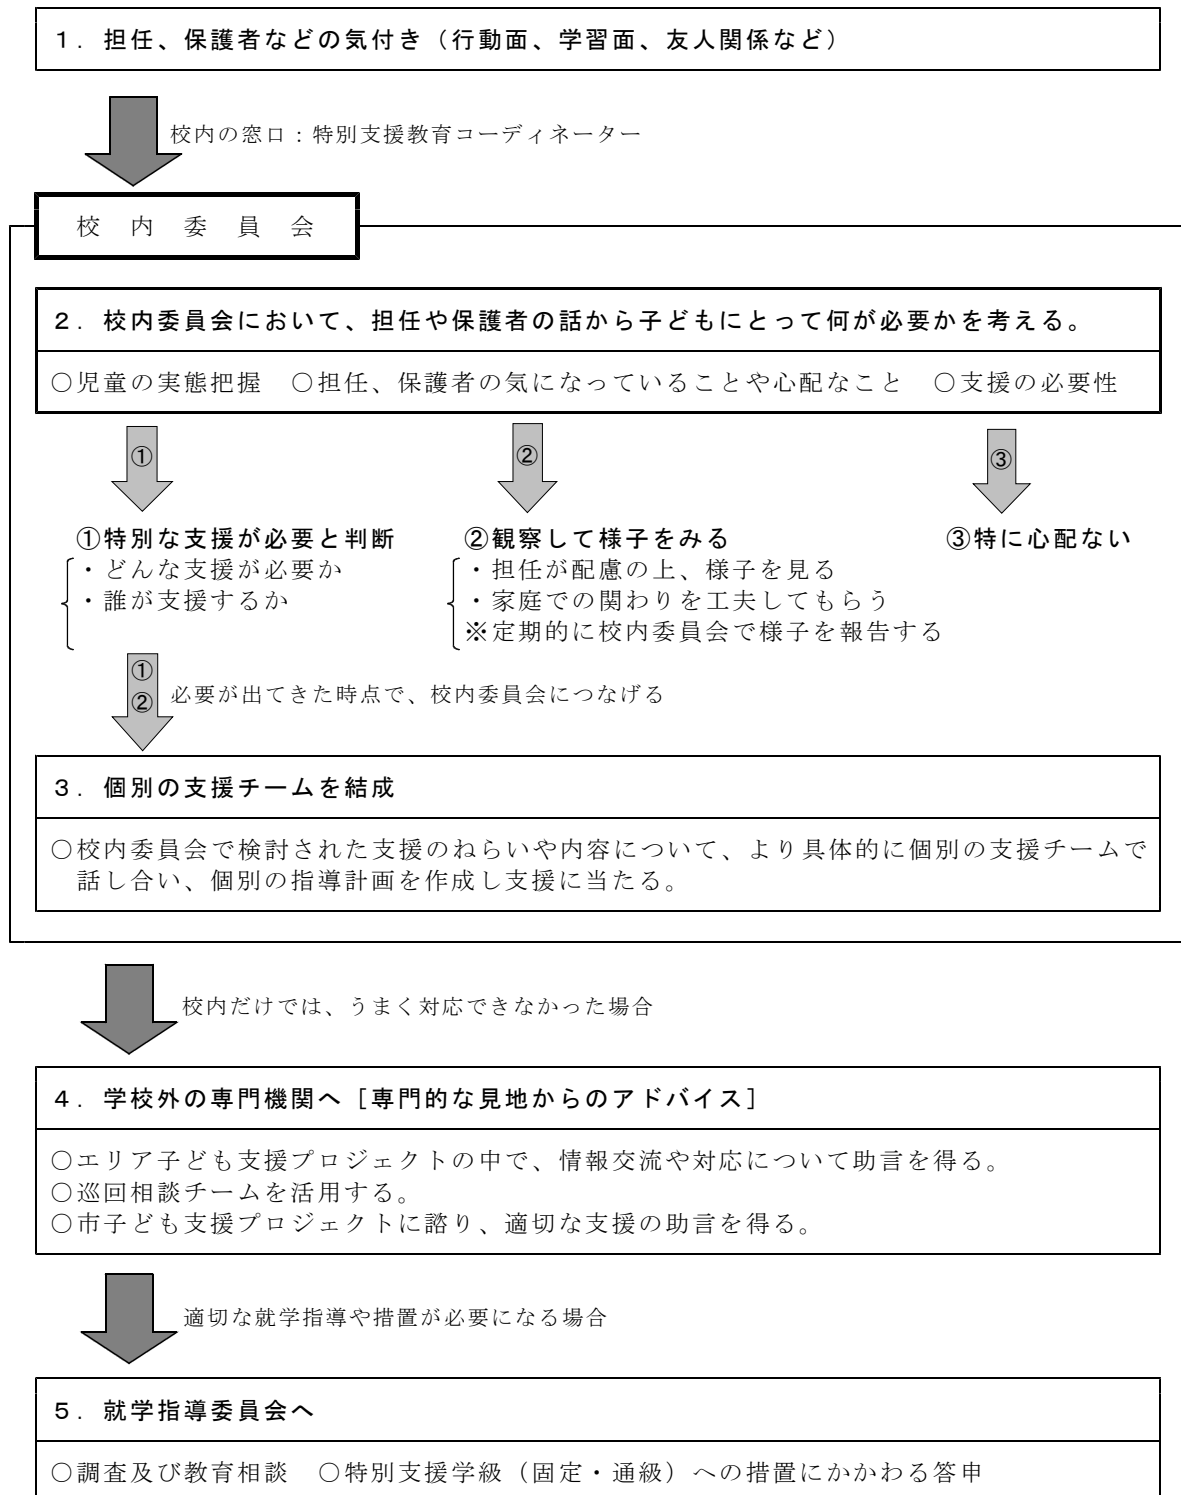 １．担任、保護者などの気付き（行動面、学習面、友人関係など）
校内の窓口：特別支援教育コーディネーター
校内委員会
２．校内委員会において、担任や保護者の話から子どもにとって何が必要かを考える。
○児童の実態把握　○担任、保護者の気になっていることや心配なこと　○支援の必要性
①　②　③
①特別な支援が必要と判断　②観察して様子をみる　③特に心配ない
・どんな支援が必要か　・担任が配慮の上、様子を見る
・誰が支援するか　・家庭での関わりを工夫してもらう
※定期的に校内委員会で様子を報告する
①
②
必要が出てきた時点で、校内委員会につなげる
３．個別の支援チームを結成
○校内委員会で検討された支援のねらいや内容について、より具体的に個別の支援チームで
話し合い、個別の指導計画を作成し支援に当たる。
校内だけでは、うまく対応できなかった場合
４．学校外の専門機関へ［専門的な見地からのアドバイス］
○エリア子ども支援プロジェクトの中で、情報交流や対応について助言を得る。
○巡回相談チームを活用する。
○市子ども支援プロジェクトに諮り、適切な支援の助言を得る。
適切な就学指導や措置が必要になる場合
５．就学指導委員会へ
○調査及び教育相談　○特別支援学級（固定・通級）への措置にかかわる答申